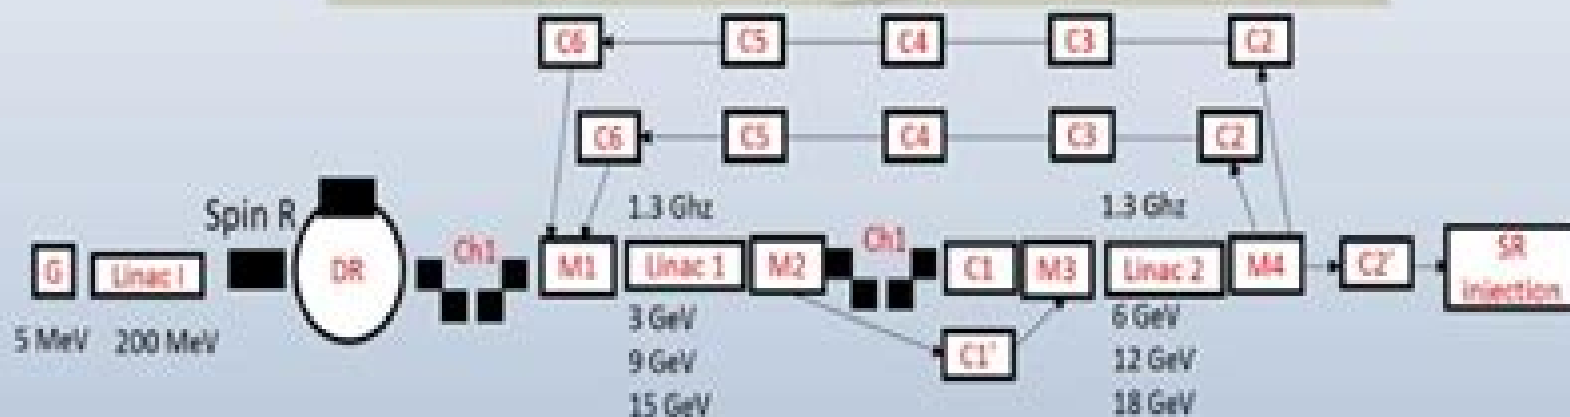 C6 C5 C4 C3 C2
C6 C5 C4 C3 C2
1.3 Ghz 1.3 Ghz
Spin R
G Linac I DR Ch1 M1 Linac 1 M2 Ch1 C1 M3 Linac 2 M4 C2' SR
injection
5 MeV 200 MeV 3 GeV 6 GeV
9 GeV C1' 12 GeV
15 GeV 18 GeV